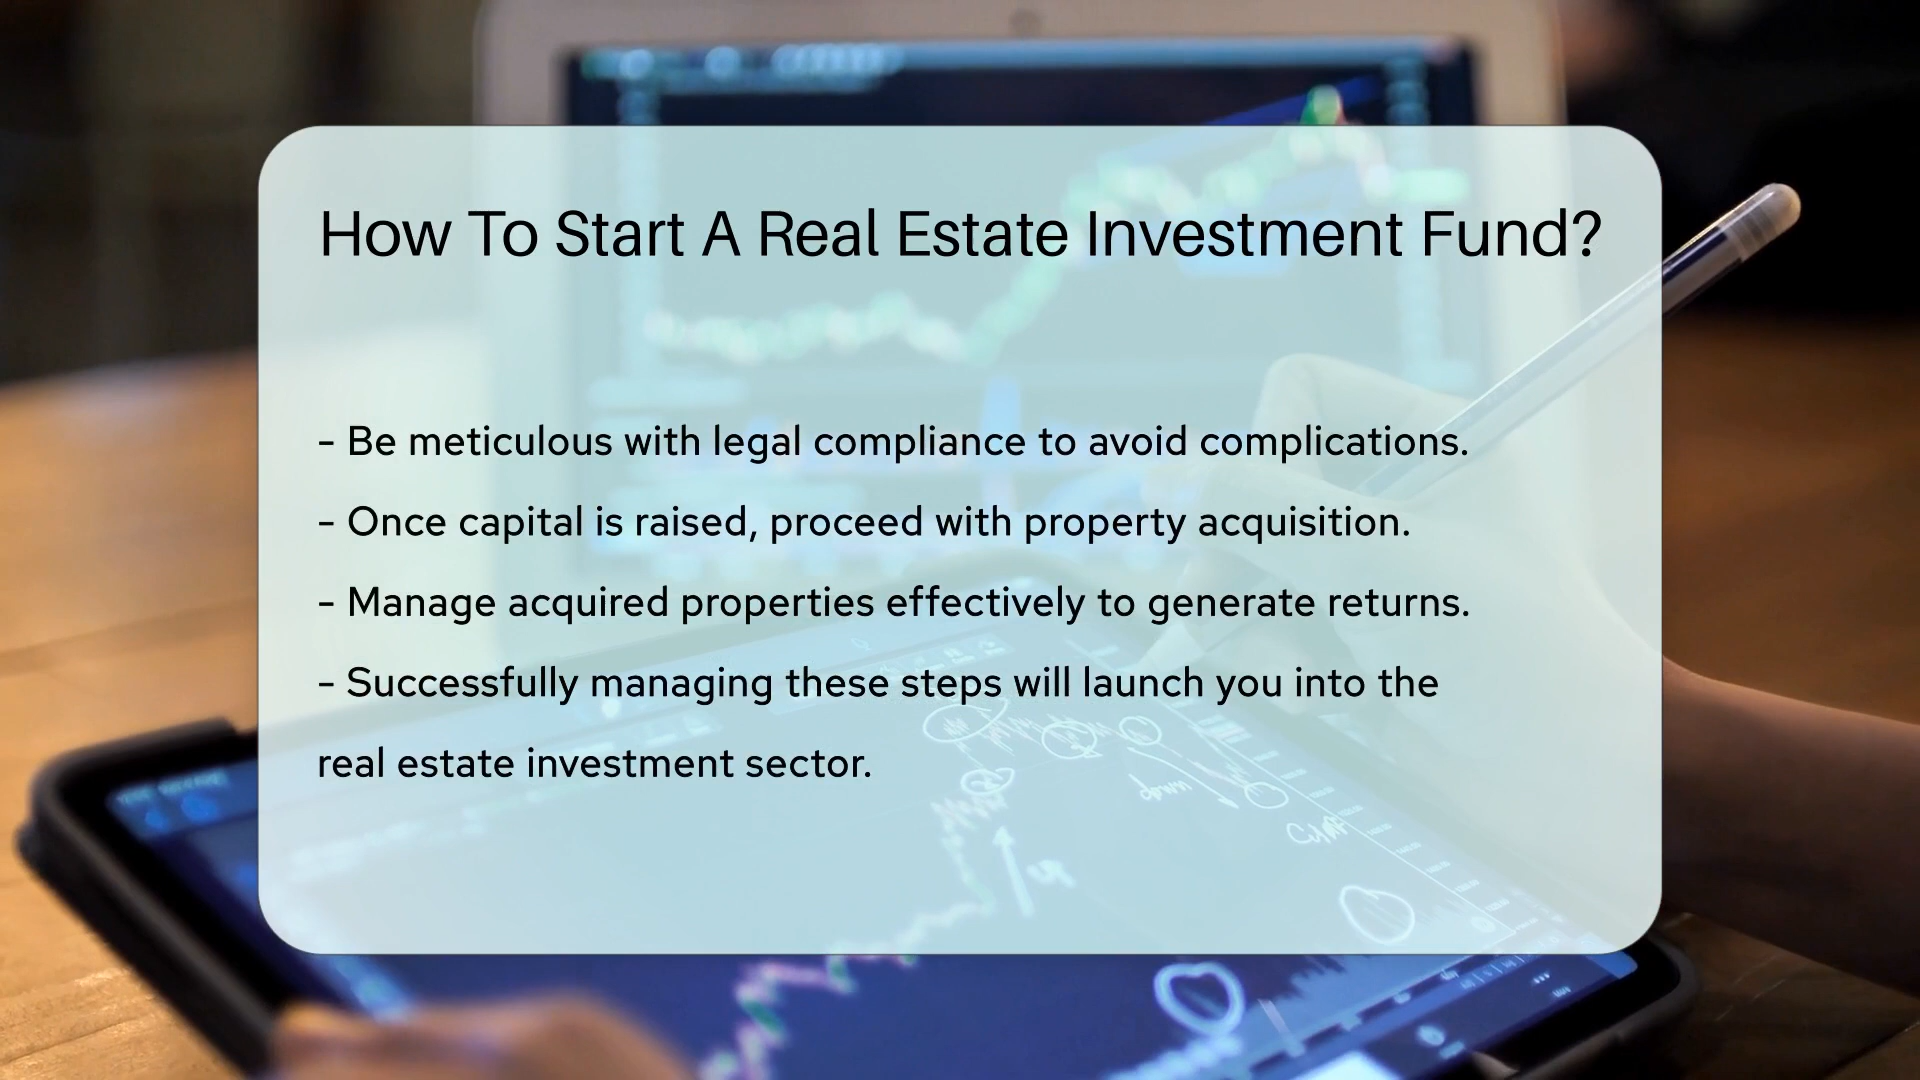 How To Start A Real Estate Investment Fund?
- Be meticulous with legal compliance to avoid complications.
- Once capital is raised, proceed with property acquisition.
- Manage acquired properties effectively to generate returns.
- Successfully managing these steps will launch you into the
real estate investment sector.
down
up